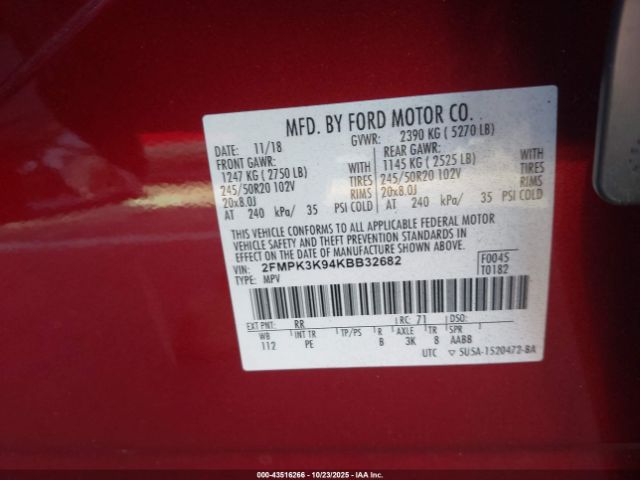 MFD. BY FORD MOTOR CO.
DATE: 11/18 GVWR: 2390 KG ( 5270 LB)
FRONT GAWR: WITH REAR GAWR: WITH
1247 KG ( 2750 LB) TIRES 1145 KG ( 2525 LB) TIRES
245/50R20 102V RIMS 245/50R20 102V RIMS
20x8.0J 20x8.0J
AT 240 kPa/ 35 PSI COLD AT 240 kPa/ 35 PSI COLD
THIS VEHICLE CONFORMS TO ALL APPLICABLE FEDERAL MOTOR
VEHICLE SAFETY AND THEFT PREVENTION STANDARDS IN
EFFECT ON THE DATE OF MANUFACTURE SHOWN ABOVE.
VIN: 2FMPK3K94KBB32682 F0045
TYPE: MPV T0182
EXT PNT: RR RC: 71 DSO:
WB INT TR TP/PS R AXLE TR SPR
112 PE B 3K 8 AABB
UTC ▽ 5U5A-1520472-BA
000-43516266 - 10/23/2025 - IAA Inc.